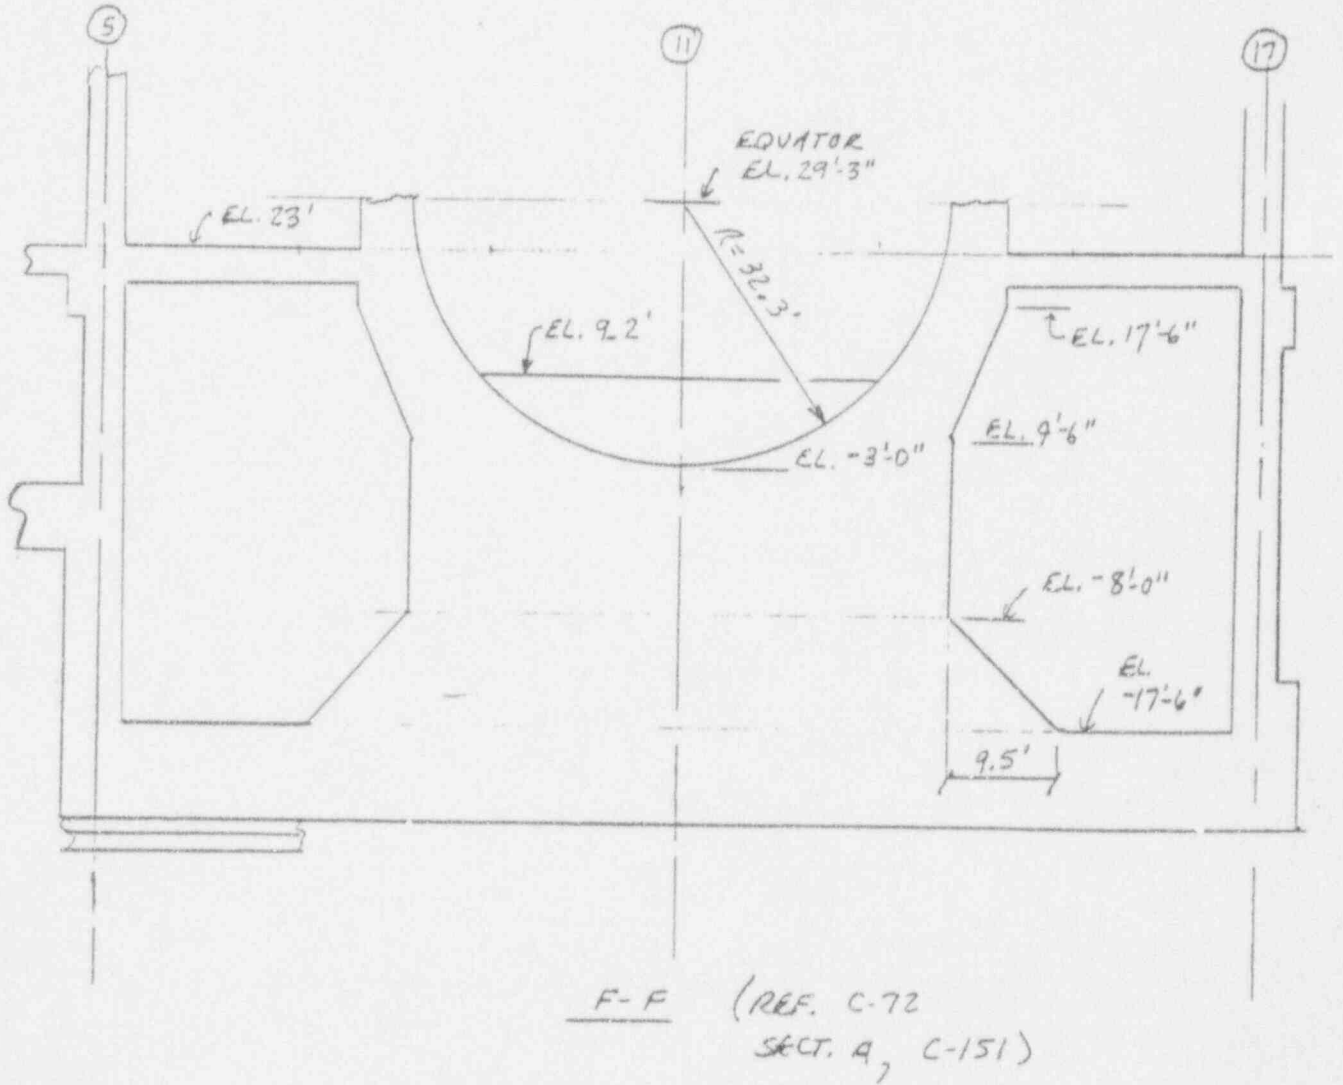 5
11
17
EQUATOR
EL. 29'-3"
EL. 23'
R= 32.3'
EL. 9.2'
EL. 17'-6"
EL. 9'-6"
EL. -3'-0"
EL. -8'-0"
EL.
-17'-6"
9.5'
F-F (REF. C-72
SECT. A, C-151)